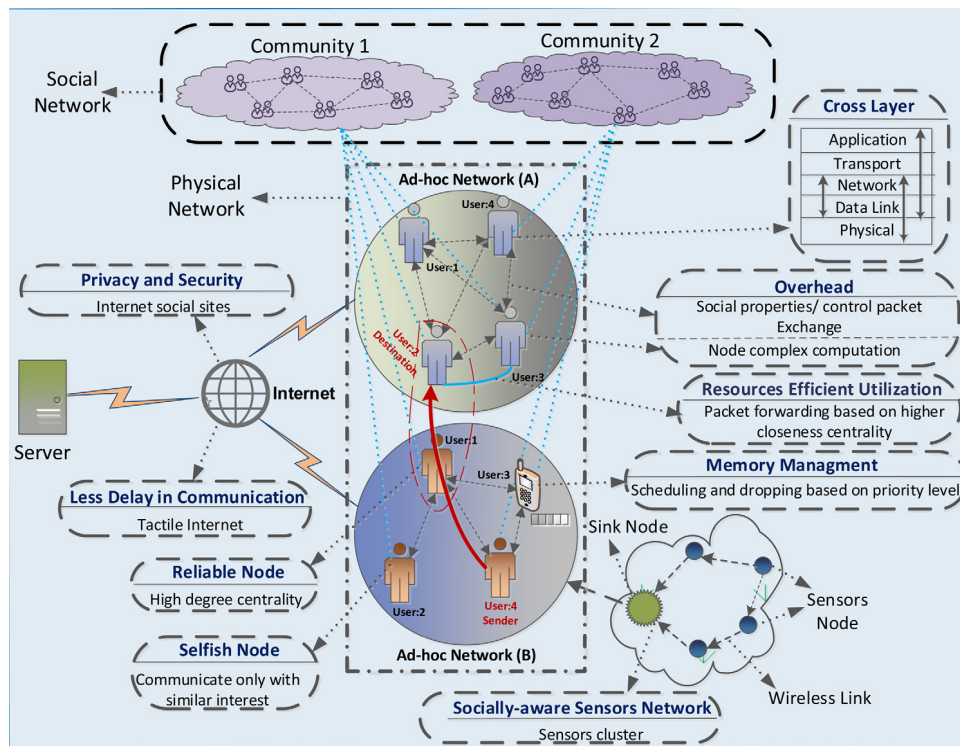 Community 1
Community 2
Social
Network
Cross Layer
Application
Transport
Network
Data Link
Physical
Physical
Network
Ad-hoc Network (A)
User:4
User:1
User:2
Destination
User:3
Privacy and Security
Internet social sites
Overhead
Social properties/ control packet
Exchange
Node complex computation
Internet
Server
Resources Efficient Utilization
Packet forwarding based on higher
closeness centrality
User:1
User:3
Memory Managment
Scheduling and dropping based on priority level
Less Delay in Communication
Tactile Internet
Sink Node
Reliable Node
High degree centrality
User:2
User:4
Sender
Sensors
Node
Selfish Node
Communicate only with
similar interest
Ad-hoc Network (B)
Wireless Link
Socially-aware Sensors Network
Sensors cluster